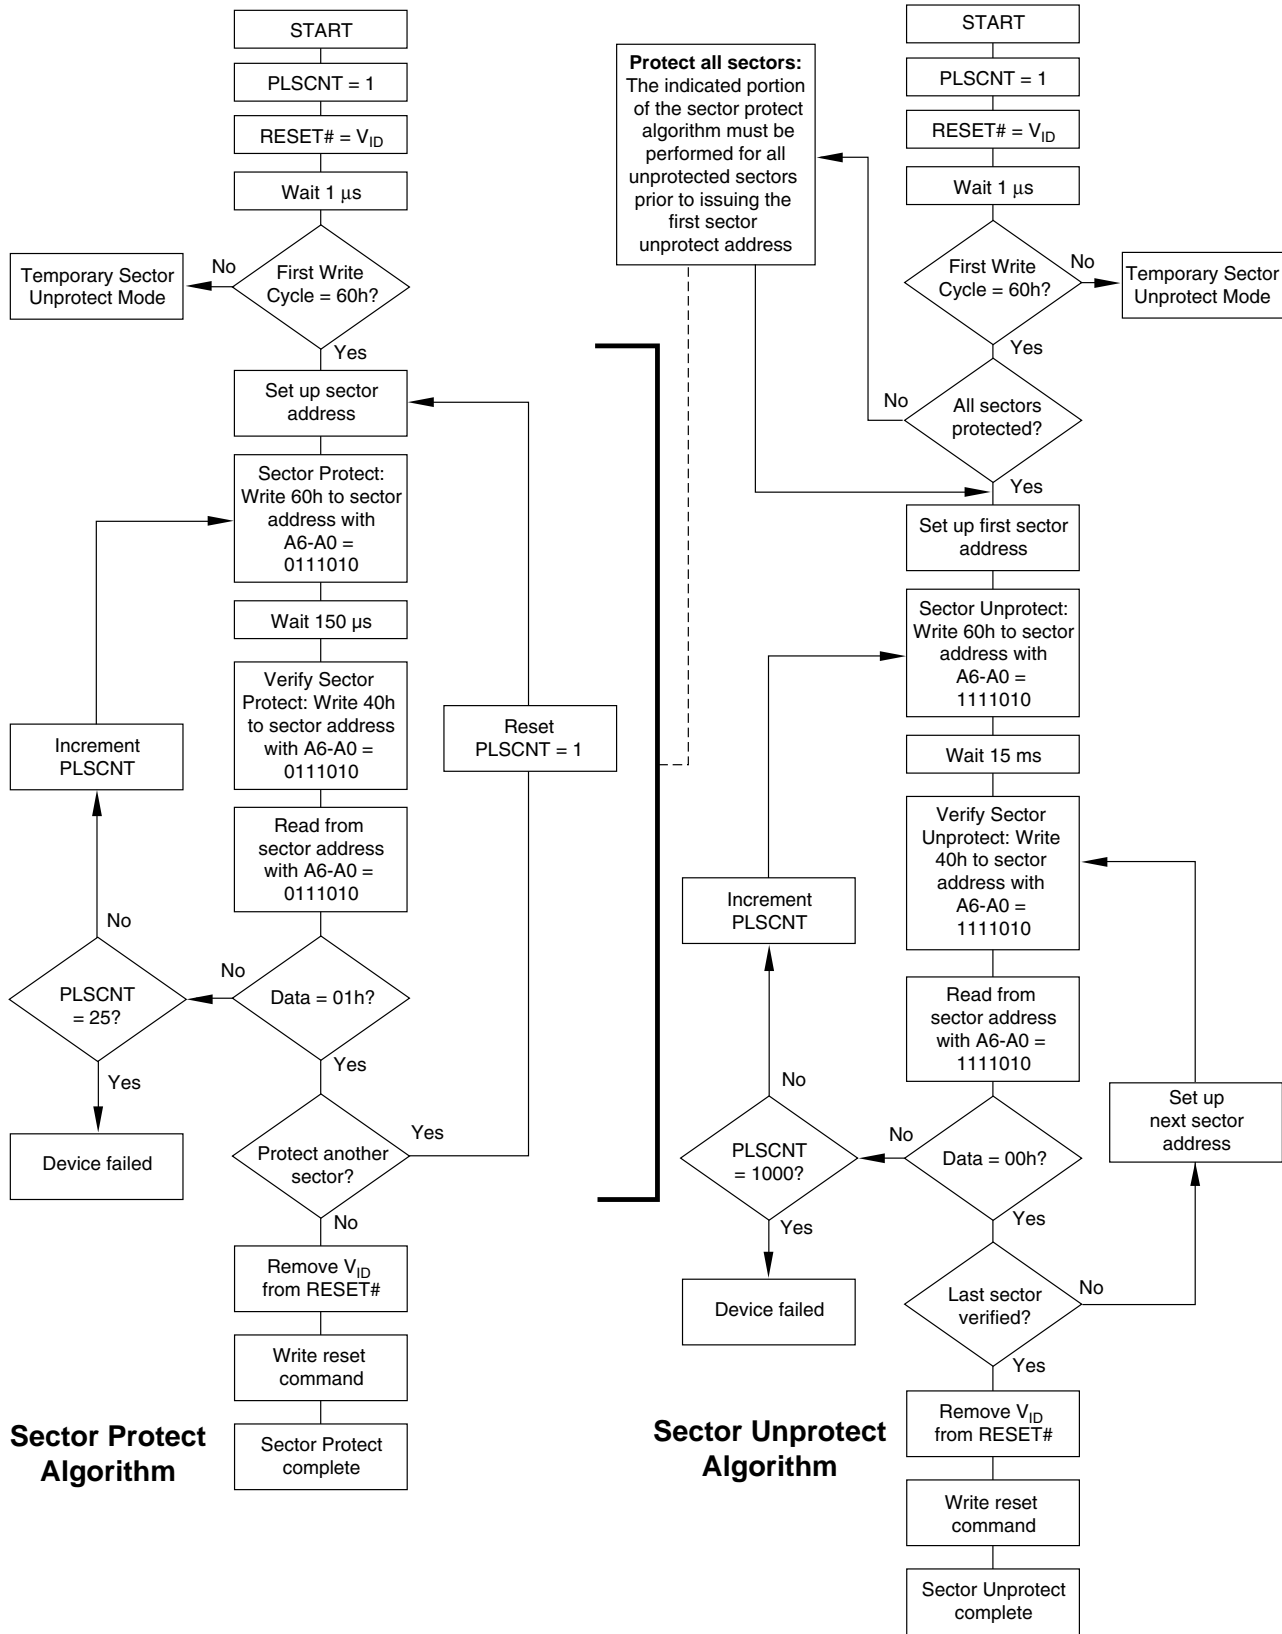 START
PLSCNT = 1
RESET# = VID
Wait 1 μs
First Write
Cycle = 60h?
No
Temporary Sector
Unprotect Mode
Yes
Set up sector
address
Sector Protect:
Write 60h to sector
address with
A6-A0 =
0111010
Wait 150 µs
Verify Sector
Protect: Write 40h
to sector address
with A6-A0 =
0111010
Increment
PLSCNT
Reset
PLSCNT = 1
Read from
sector address
with A6-A0 =
0111010
No
PLSCNT
= 25?
No
Data = 01h?
Yes
Yes
Device failed
Protect another
sector?
Yes
No
Remove VID
from RESET#
Write reset
command
Sector Protect
complete
Sector Protect
Algorithm
Protect all sectors:
The indicated portion
of the sector protect
algorithm must be
performed for all
unprotected sectors
prior to issuing the
first sector
unprotect address
START
PLSCNT = 1
RESET# = VID
Wait 1 μs
First Write
Cycle = 60h?
No
Temporary Sector
Unprotect Mode
Yes
No
All sectors
protected?
Yes
Set up first sector
address
Sector Unprotect:
Write 60h to sector
address with
A6-A0 =
1111010
Wait 15 ms
Verify Sector
Unprotect: Write
40h to sector
address with
A6-A0 =
1111010
Increment
PLSCNT
Read from
sector address
with A6-A0 =
1111010
No
Set up
next sector
address
PLSCNT
= 1000?
No
Data = 00h?
Yes
Yes
Device failed
Last sector
verified?
No
Yes
Remove VID
from RESET#
Write reset
command
Sector Unprotect
complete
Sector Unprotect
Algorithm